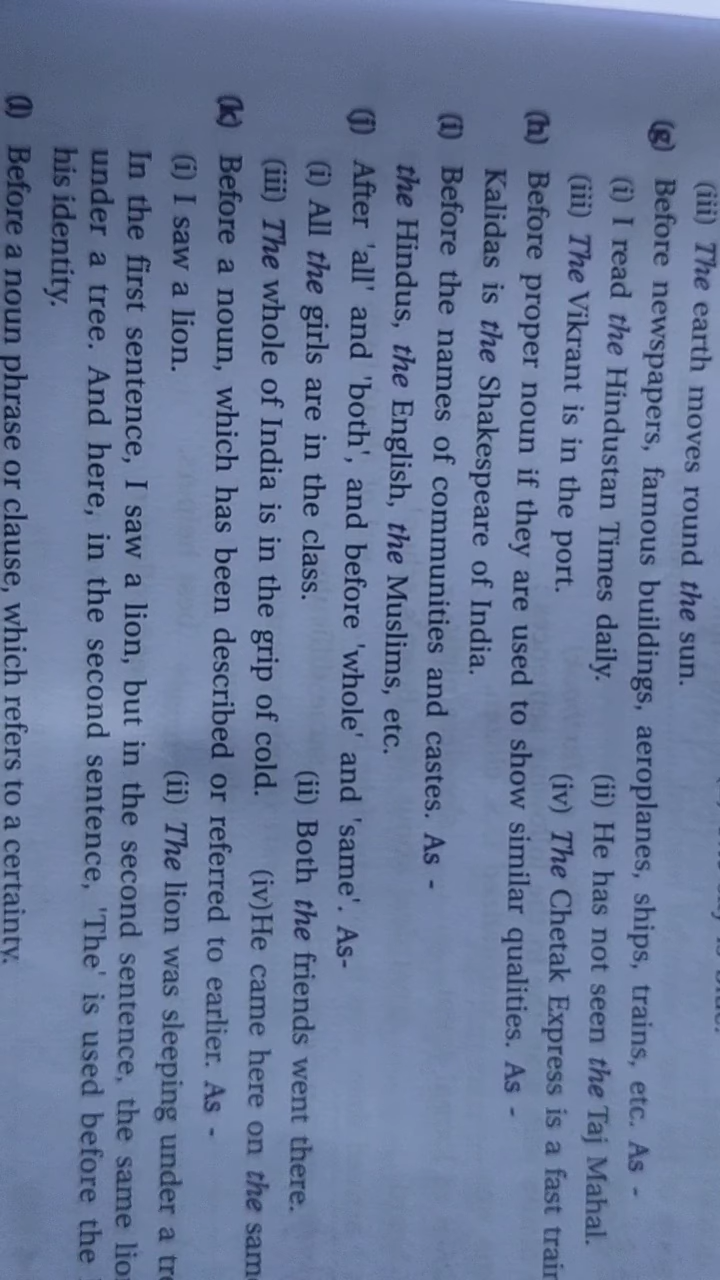 (iii) The earth moves round the sun.
(g) Before newspapers, famous buildings, aeroplanes, ships, trains, etc. As -
(i) I read the Hindustan Times daily. (ii) He has not seen the Taj Mahal.
(iii) The Vikrant is in the port. (iv) The Chetak Express is a fast
(h) Before proper noun if they are used to show similar qualities. As -
Kalidas is the Shakespeare of India.
(i) Before the names of communities and castes. As -
the Hindus, the English, the Muslims, etc.
(j) After 'all' and 'both', and before 'whole' and 'same'. As-
(i) All the girls are in the class. (ii) Both the friends went there.
(iii) The whole of India is in the grip of cold. (iv)He came here on the
(k) Before a noun, which has been described or referred to earlier. As -
(i) I saw a lion. (ii) The lion was sleeping under a
In the first sentence, I saw a lion, but in the second sentence, the same
under a tree. And here, in the second sentence, 'The' is used before the
his identity.
(l) Before a noun phrase or clause, which refers to a certainty.